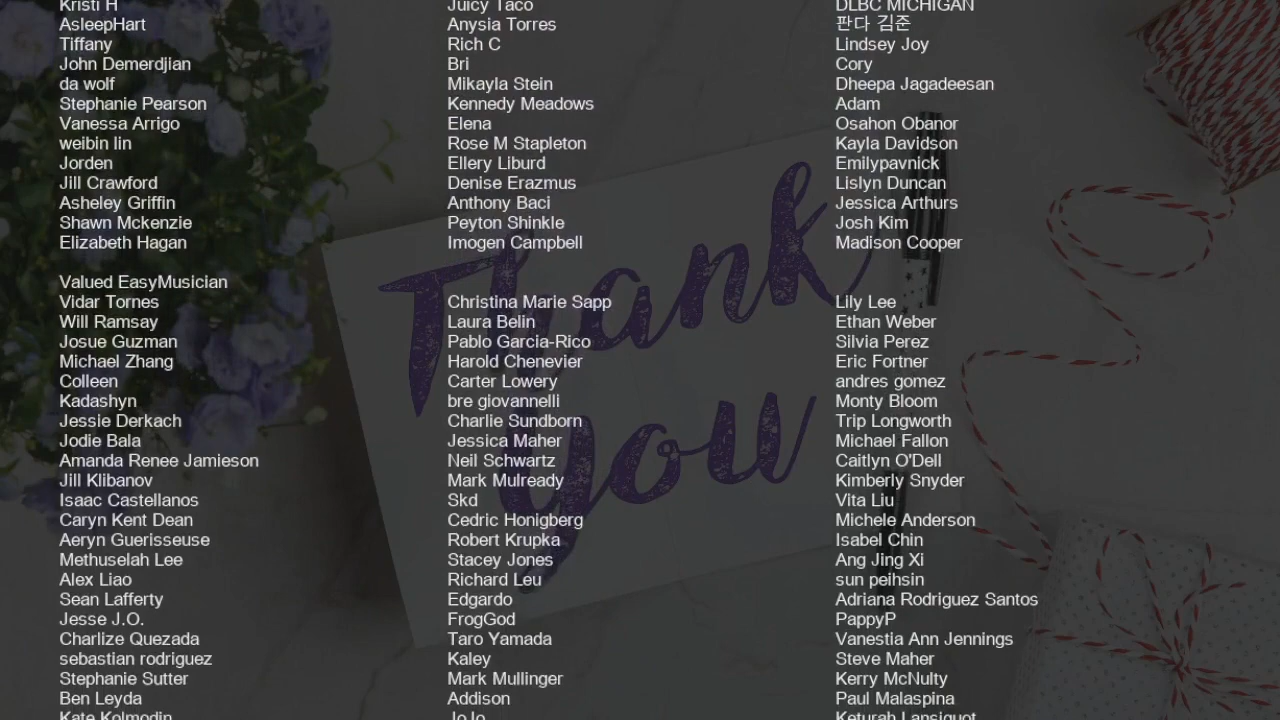 Kristi H
AsleepHart
Tiffany
John Demerdjian
da wolf
Stephanie Pearson
Vanessa Arrigo
weibin lin
Jorden
Jill Crawford
Asheley Griffin
Shawn Mckenzie
Elizabeth Hagan
Juicy Taco
Anysia Torres
Rich C
Bri
Mikayla Stein
Kennedy Meadows
Elena
Rose M Stapleton
Ellery Liburd
Denise Erazmus
Anthony Baci
Peyton Shinkle
Imogen Campbell
DLBC MICHIGAN
판다 김준
Lindsey Joy
Cory
Dheepa Jagadeesan
Adam
Osahon Obanor
Kayla Davidson
Emilypavnick
Lislyn Duncan
Jessica Arthurs
Josh Kim
Madison Cooper
Valued EasyMusician
Vidar Tornes
Will Ramsay
Josue Guzman
Michael Zhang
Colleen
Kadashyn
Jessie Derkach
Jodie Bala
Amanda Renee Jamieson
Jill Klibanov
Isaac Castellanos
Caryn Kent Dean
Aeryn Guerisseuse
Methuselah Lee
Alex Liao
Sean Lafferty
Jesse J.O.
Charlize Quezada
sebastian rodriguez
Stephanie Sutter
Ben Leyda
Kate Kolmodin
Christina Marie Sapp
Laura Belin
Pablo Garcia-Rico
Harold Chenevier
Carter Lowery
bre giovannelli
Charlie Sundborn
Jessica Maher
Neil Schwartz
Mark Mulready
Skd
Cedric Honigberg
Robert Krupka
Stacey Jones
Richard Leu
Edgardo
FrogGod
Taro Yamada
Kaley
Mark Mullinger
Addison
JoJo
Lily Lee
Ethan Weber
Silvia Perez
Eric Fortner
andres gomez
Monty Bloom
Trip Longworth
Michael Fallon
Caitlyn O'Dell
Kimberly Snyder
Vita Liu
Michele Anderson
Isabel Chin
Ang Jing Xi
sun peihsin
Adriana Rodriguez Santos
PappyP
Vanestia Ann Jennings
Steve Maher
Kerry McNulty
Paul Malaspina
Keturah Lansiquot
Thank
you